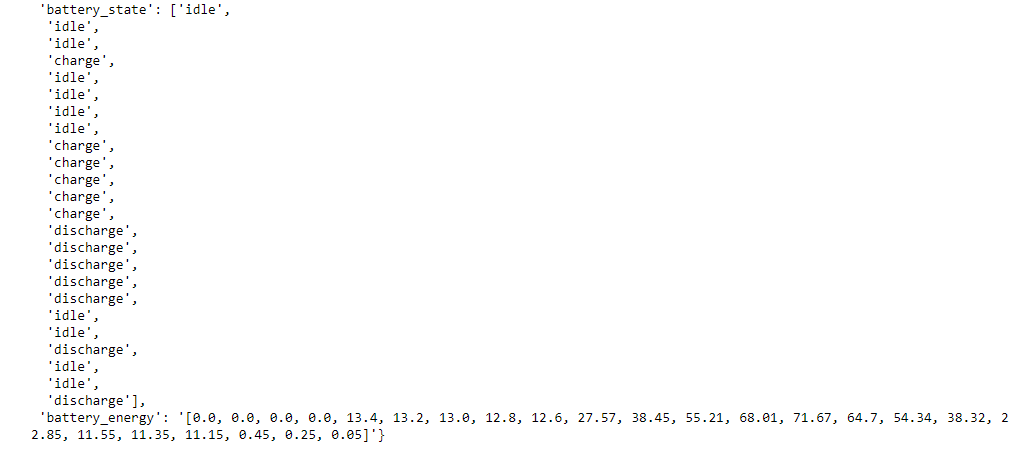 'battery_state': ['idle',
'idle',
'idle',
'charge',
'idle',
'idle',
'idle',
'idle',
'charge',
'charge',
'charge',
'charge',
'charge',
'discharge',
'discharge',
'discharge',
'discharge',
'discharge',
'idle',
'idle',
'discharge',
'idle',
'idle',
'discharge'],
'battery_energy': '[0.0, 0.0, 0.0, 0.0, 13.4, 13.2, 13.0, 12.8, 12.6, 27.57, 38.45, 55.21, 68.01, 71.67, 64.7, 54.34, 38.32, 2
2.85, 11.55, 11.35, 11.15, 0.45, 0.25, 0.05]'}